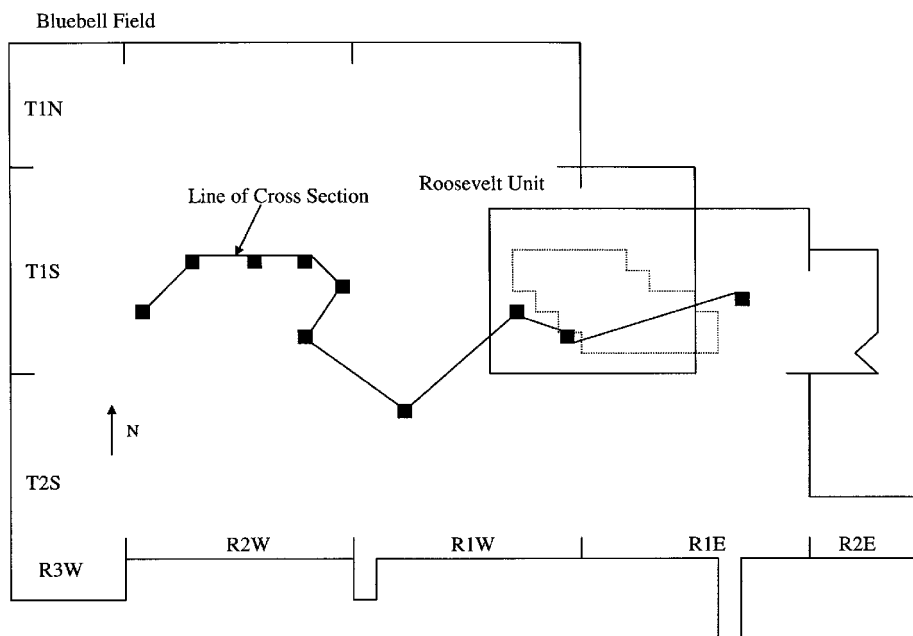 Bluebell Field
T1N
Roosevelt Unit
Line of Cross Section
T1S
N
T2S
R2W
R1W
R1E
R2E
R3W